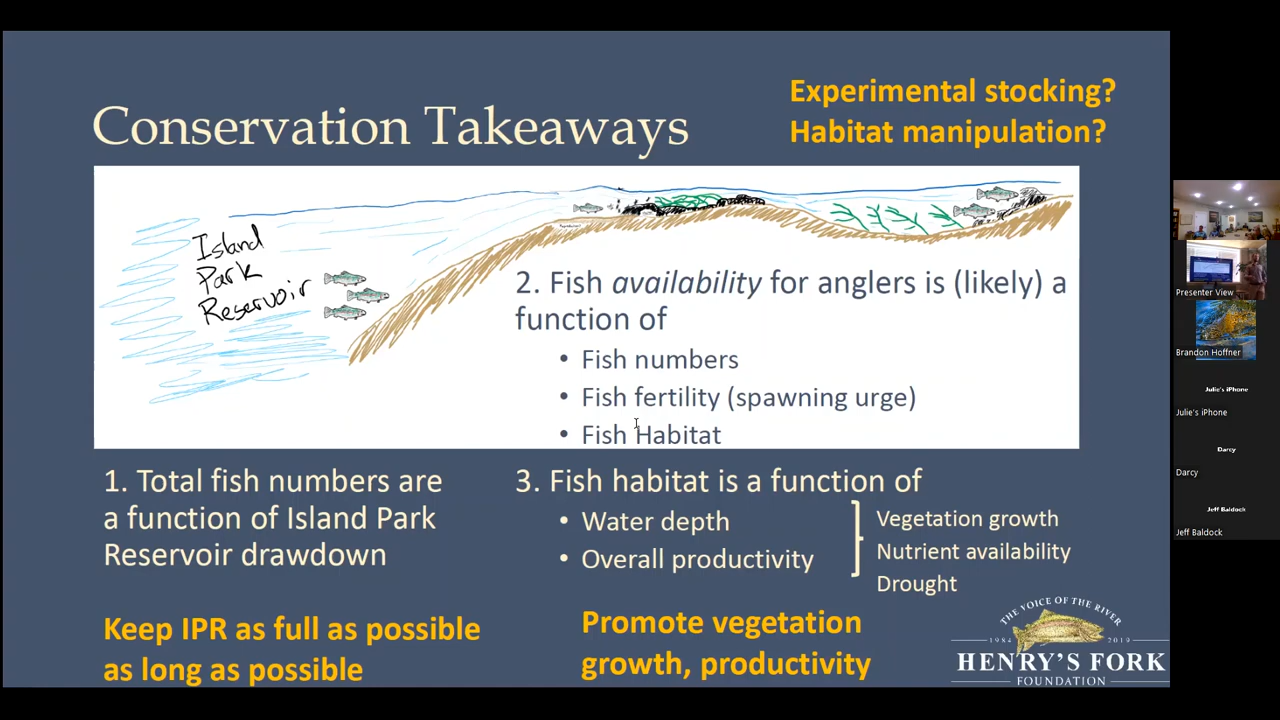 Conservation Takeaways
Experimental stocking?
Habitat manipulation?
Island
Park
Reservoir
2. Fish availability for anglers is (likely) a
function of
• Fish numbers
• Fish fertility (spawning urge)
• Fish Habitat
1. Total fish numbers are
a function of Island Park
Reservoir drawdown
Keep IPR as full as possible
as long as possible
3. Fish habitat is a function of
• Water depth
• Overall productivity
Vegetation growth
Nutrient availability
Drought
Promote vegetation
growth, productivity
THE VOICE OF THE RIVER
1984 2019
HENRY'S FORK
FOUNDATION
Presenter View
Brandon Hoffner
Julie's iPhone
Julie's iPhone
Darcy
Darcy
Jeff Baldock
Jeff Baldock